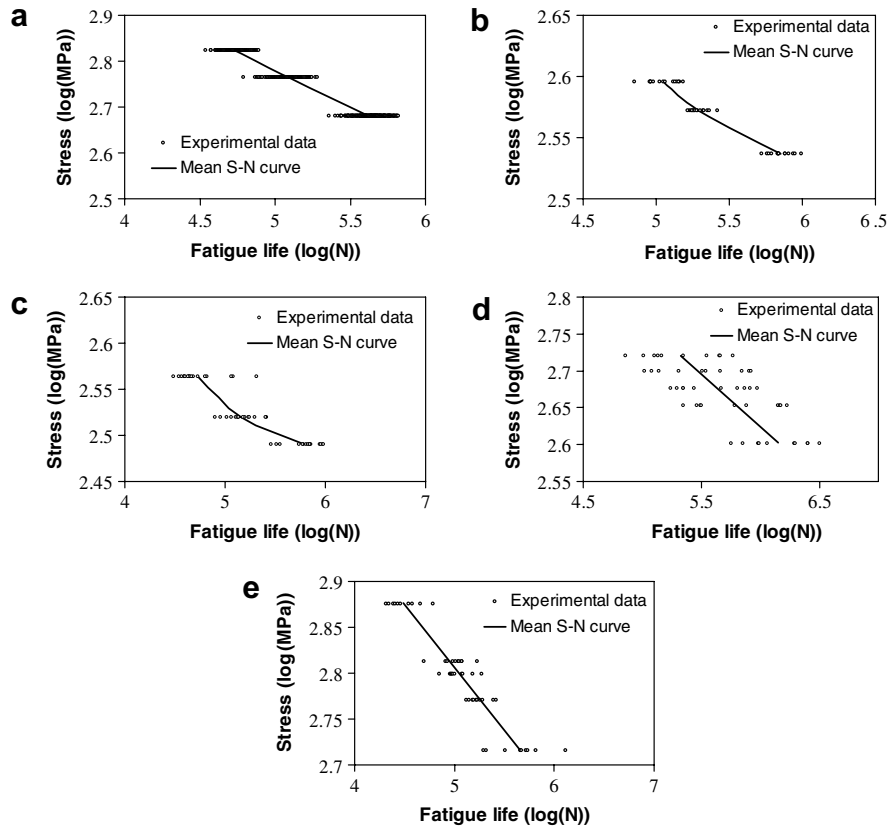 a
2.9
2.8
2.7
2.6
2.5
4
4.5
5
5.5
6
Stress (log(MPa))
Fatigue life (log(N))
Experimental data
Mean S-N curve
b
2.65
2.6
2.55
2.5
4.5
5
5.5
6
6.5
Stress (log(MPa))
Fatigue life (log(N))
Experimental data
Mean S-N curve
c
2.65
2.6
2.55
2.5
2.45
4
5
6
7
Stress (log(MPa))
Fatigue life (log(N))
Experimental data
Mean S-N curve
d
2.8
2.75
2.7
2.65
2.6
2.55
4.5
5.5
6.5
Stress (log(MPa))
Fatigue life (log(N))
Experimental data
Mean S-N curve
e
2.9
2.85
2.8
2.75
2.7
4
5
6
7
Stress (log(MPa))
Fatigue life (log(N))
Experimental data
Mean S-N curve